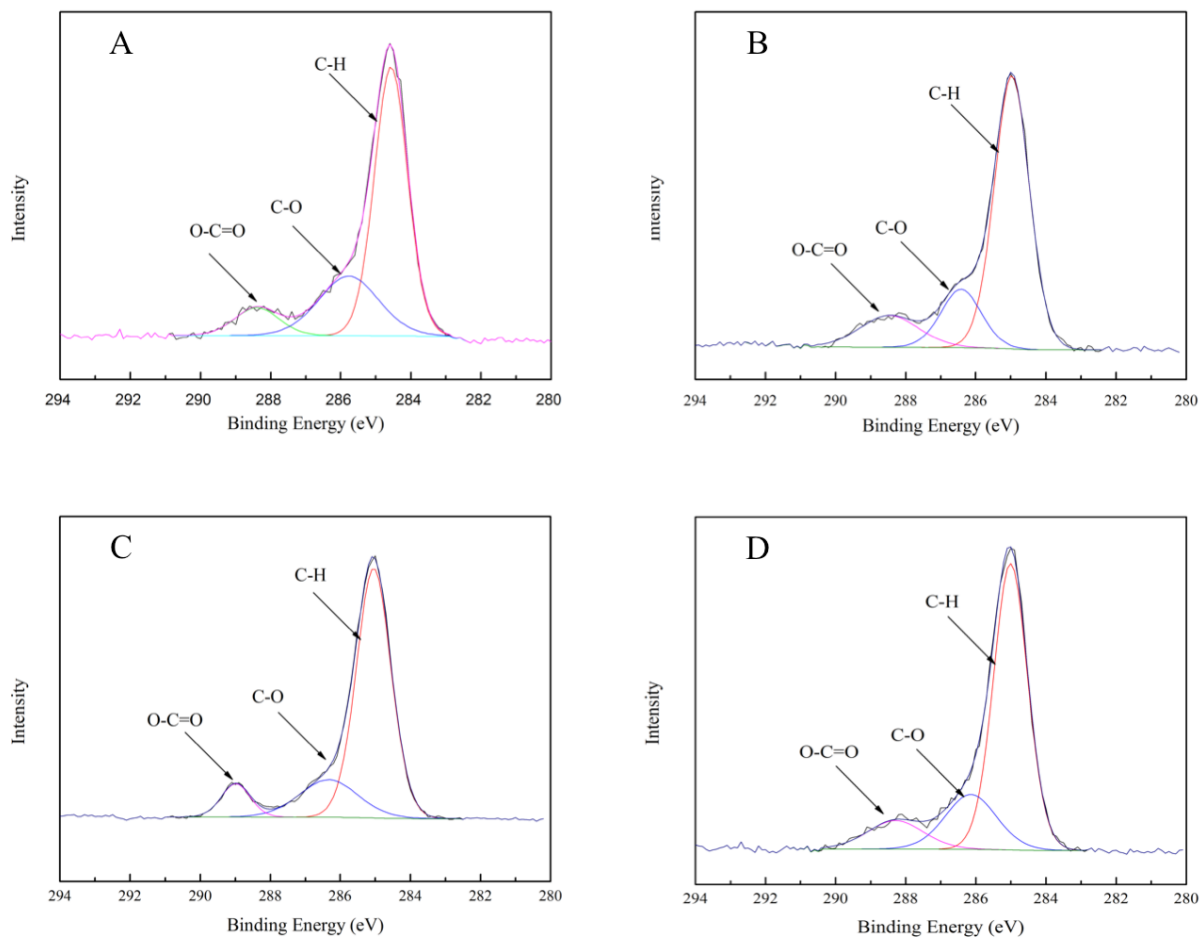 A
C-H
C-O
O-C=O
Intensity
294 292 290 288 286 284 282 280
Binding Energy (eV)
B
C-H
C-O
O-C=O
Intensity
294 292 290 288 286 284 282 280
Binding Energy (eV)
C
C-H
C-O
O-C=O
Intensity
294 292 290 288 286 284 282 280
Binding Energy (eV)
D
C-H
C-O
O-C=O
Intensity
294 292 290 288 286 284 282 280
Binding Energy (eV)